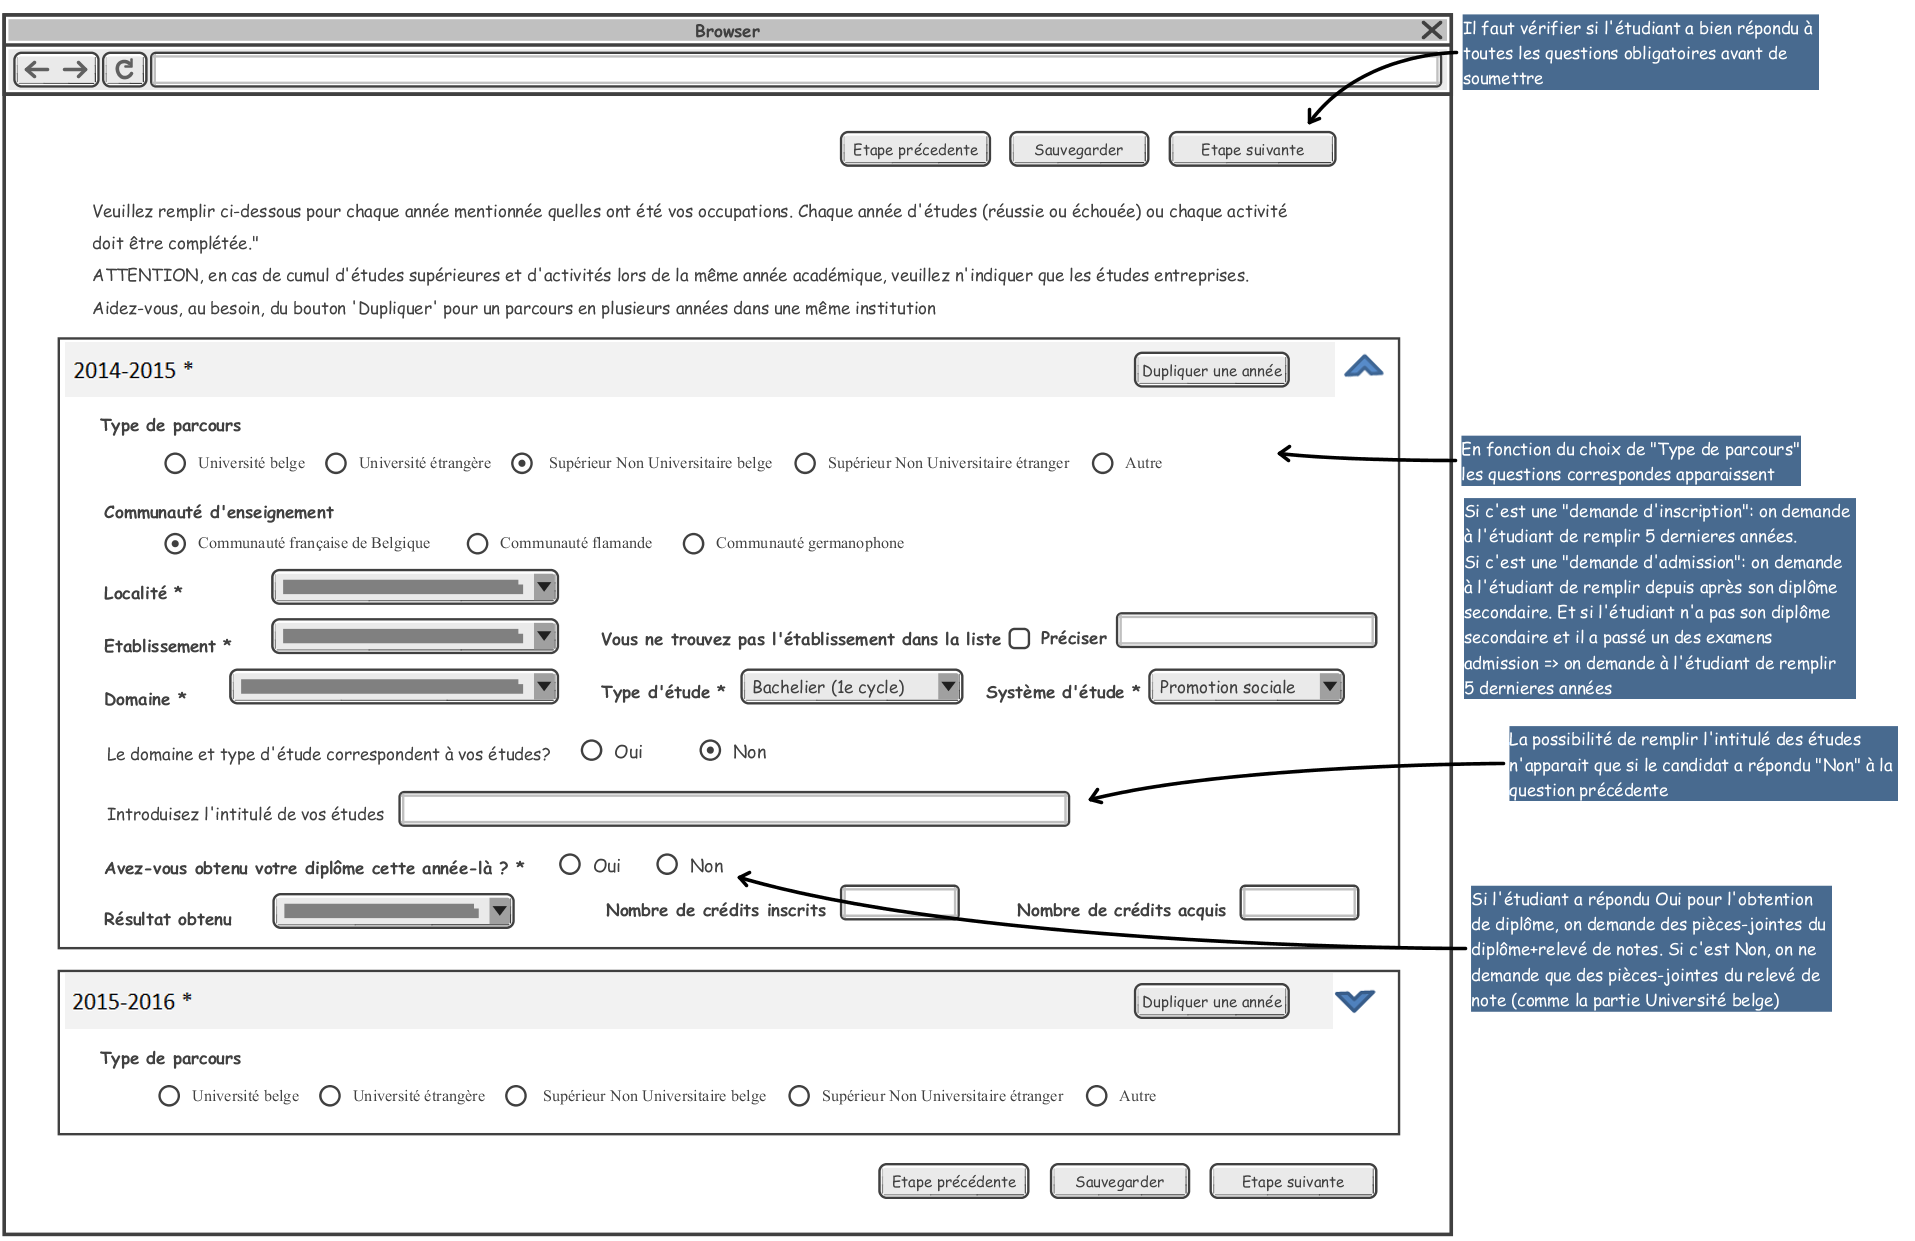 Browser
Il faut vérifier si l'étudiant a bien répondu à
toutes les questions obligatoires avant de
soumettre
Etape précedente
Sauvegarder
Etape suivante
Veuillez remplir ci-dessous pour chaque année mentionnée quelles ont été vos occupations. Chaque année d'études (réussie ou échouée) ou chaque activité
doit être complétée."
ATTENTION, en cas de cumul d'études supérieures et d'activités lors de la même année académique, veuillez n'indiquer que les études entreprises.
Aidez-vous, au besoin, du bouton 'Dupliquer' pour un parcours en plusieurs années dans une même institution
2014-2015 *
Dupliquer une année
Type de parcours
Université belge
Université étrangère
Supérieur Non Universitaire belge
Supérieur Non Universitaire étranger
Autre
En fonction du choix de "Type de parcours"
les questions correspondes apparaissent
Communauté d'enseignement
Communauté française de Belgique
Communauté flamande
Communauté germanophone
Si c'est une "demande d'inscription": on demande
à l'étudiant de remplir 5 dernieres années.
Si c'est une "demande d'admission": on demande
à l'étudiant de remplir depuis après son diplôme
secondaire. Et si l'étudiant n'a pas son diplôme
secondaire et il a passé un des examens
admission => on demande à l'étudiant de remplir
5 dernieres années
Localité *
Etablissement *
Vous ne trouvez pas l'établissement dans la liste
Préciser
Domaine *
Type d'étude *
Bachelier (1e cycle)
Système d'étude *
Promotion sociale
Le domaine et type d'étude correspondent à vos études?
Oui
Non
La possibilité de remplir l'intitulé des études
n'apparait que si le candidat a répondu "Non" à la
question précédente
Introduisez l'intitulé de vos études
Avez-vous obtenu votre diplôme cette année-là ? *
Oui
Non
Résultat obtenu
Nombre de crédits inscrits
Nombre de crédits acquis
Si l'étudiant a répondu Oui pour l'obtention
de diplôme, on demande des pièces-jointes du
diplôme+relevé de notes. Si c'est Non, on ne
demande que des pièces-jointes du relevé de
note (comme la partie Université belge)
2015-2016 *
Dupliquer une année
Type de parcours
Université belge
Université étrangère
Supérieur Non Universitaire belge
Supérieur Non Universitaire étranger
Autre
Etape précédente
Sauvegarder
Etape suivante